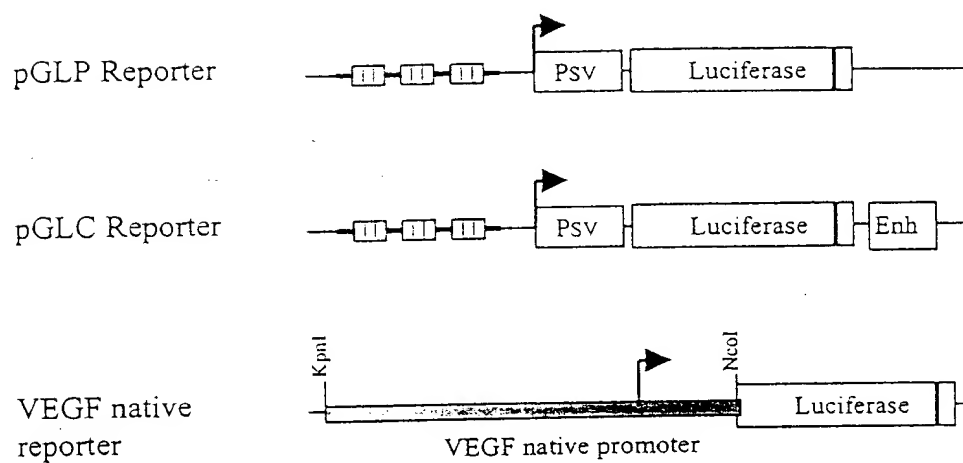 pGLP Reporter
PSV
Luciferase
pGLC Reporter
PSV
Luciferase
Enh
KpnI
NcoI
VEGF native
reporter
Luciferase
VEGF native promoter